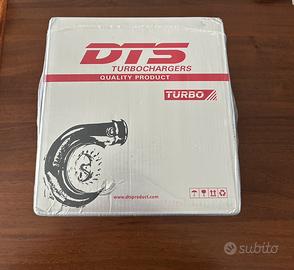 DTS
TURBOCHARGERS
QUALITY PRODUCT
TURBO
www.dtsproduct.com
subito